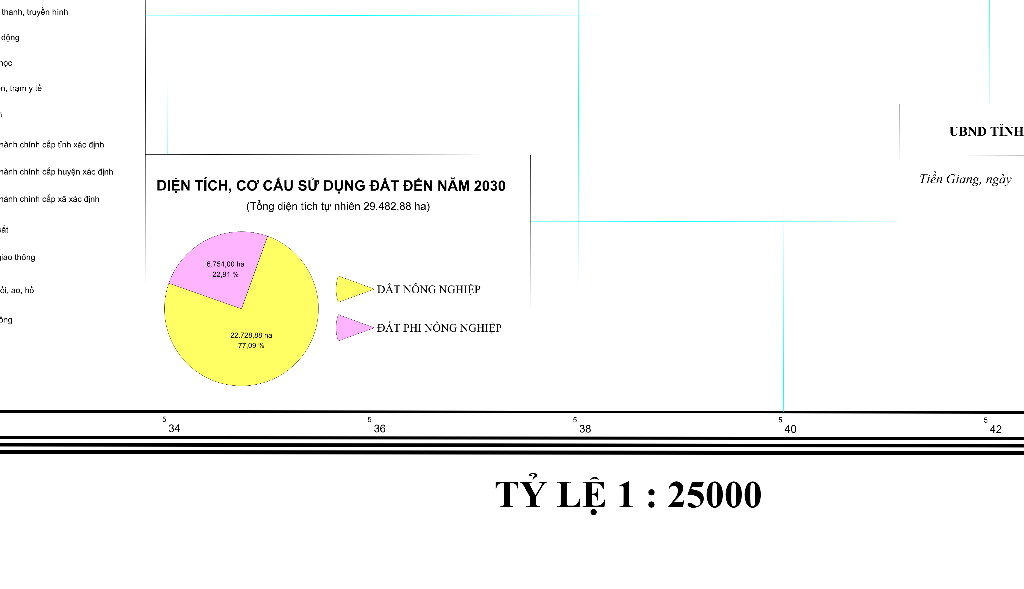 thanh, truyền hình
động
học
trạm y tế
hành chính cấp tỉnh xác định
hành chính cấp huyện xác định
hành chính cấp xã xác định
giao thông
ao, hồ
DIỆN TÍCH, CƠ CẤU SỬ DỤNG ĐẤT ĐẾN NĂM 2030
(Tổng diện tích tự nhiên 29.482.88 ha)
6.754,00 ha
22,91 %
22.728,88 ha
77,09 %
ĐẤT NÔNG NGHIỆP
ĐẤT PHI NÔNG NGHIỆP
UBND TỈNH
Tiền Giang, ngày
5 34 5 36 5 38 5 40 5 42
TỶ LỆ 1 : 25000